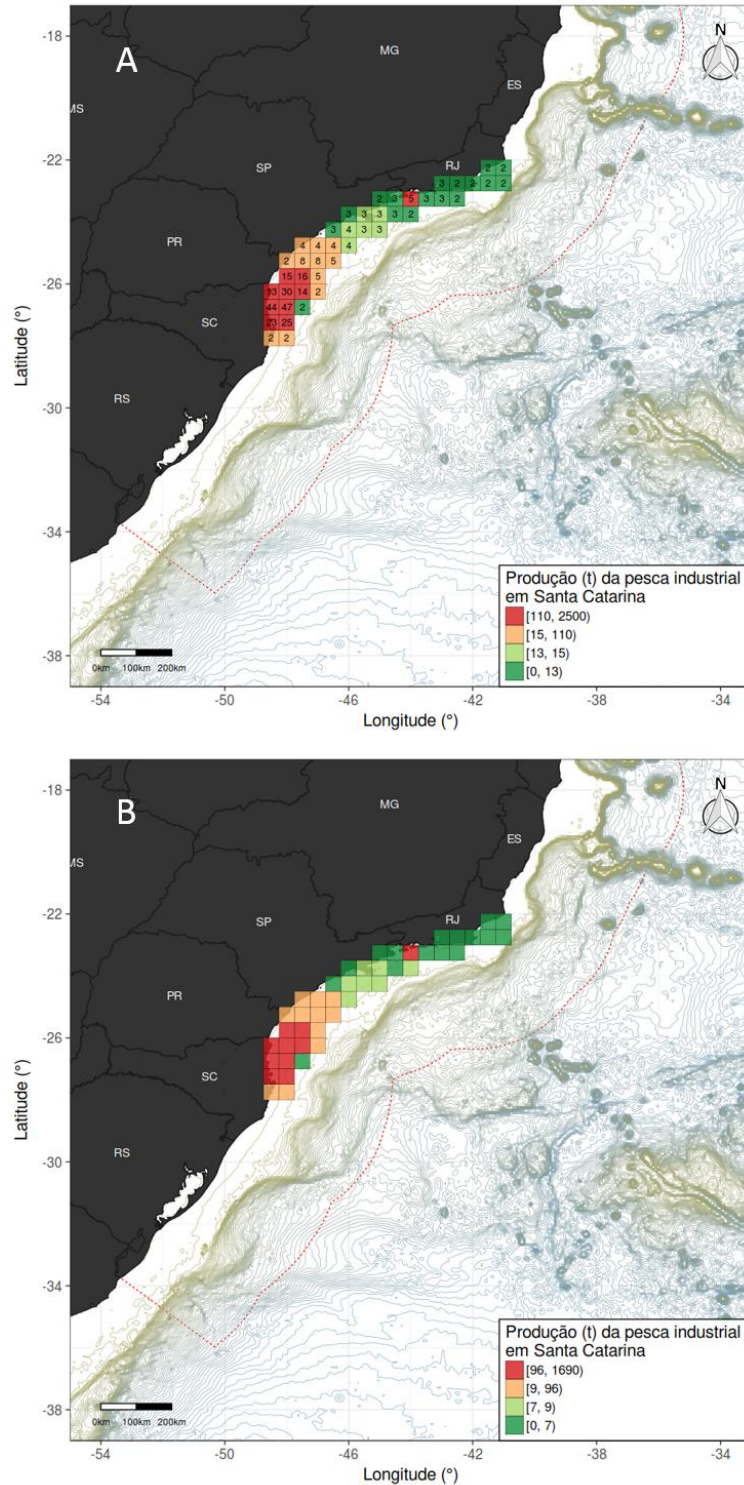 A
N
-18
-22
-26
-30
-34
-38
Latitude (°)
MS
MG
ES
SP
RJ
PR
SC
RS
2 2
3 2 2 2 2
2 3 5 3 3 2
3 3 3 3 2
3 4 3 3
4 4 4 4
2 8 8 4
15 16 5
13 30 14 2
44 47 2
23 25
2 2
Produção (t) da pesca industrial
em Santa Catarina
[110, 2500)
[15, 110)
[13, 15)
[0, 13)
0km 100km 200km
-54 -50 -46 -42 -38 -34
Longitude (°)
B
N
-18
-22
-26
-30
-34
-38
Latitude (°)
MS
MG
ES
SP
RJ
PR
SC
RS
Produção (t) da pesca industrial
em Santa Catarina
[96, 1690)
[9, 96)
[7, 9)
[0, 7)
0km 100km 200km
-54 -50 -46 -42 -38 -34
Longitude (°)